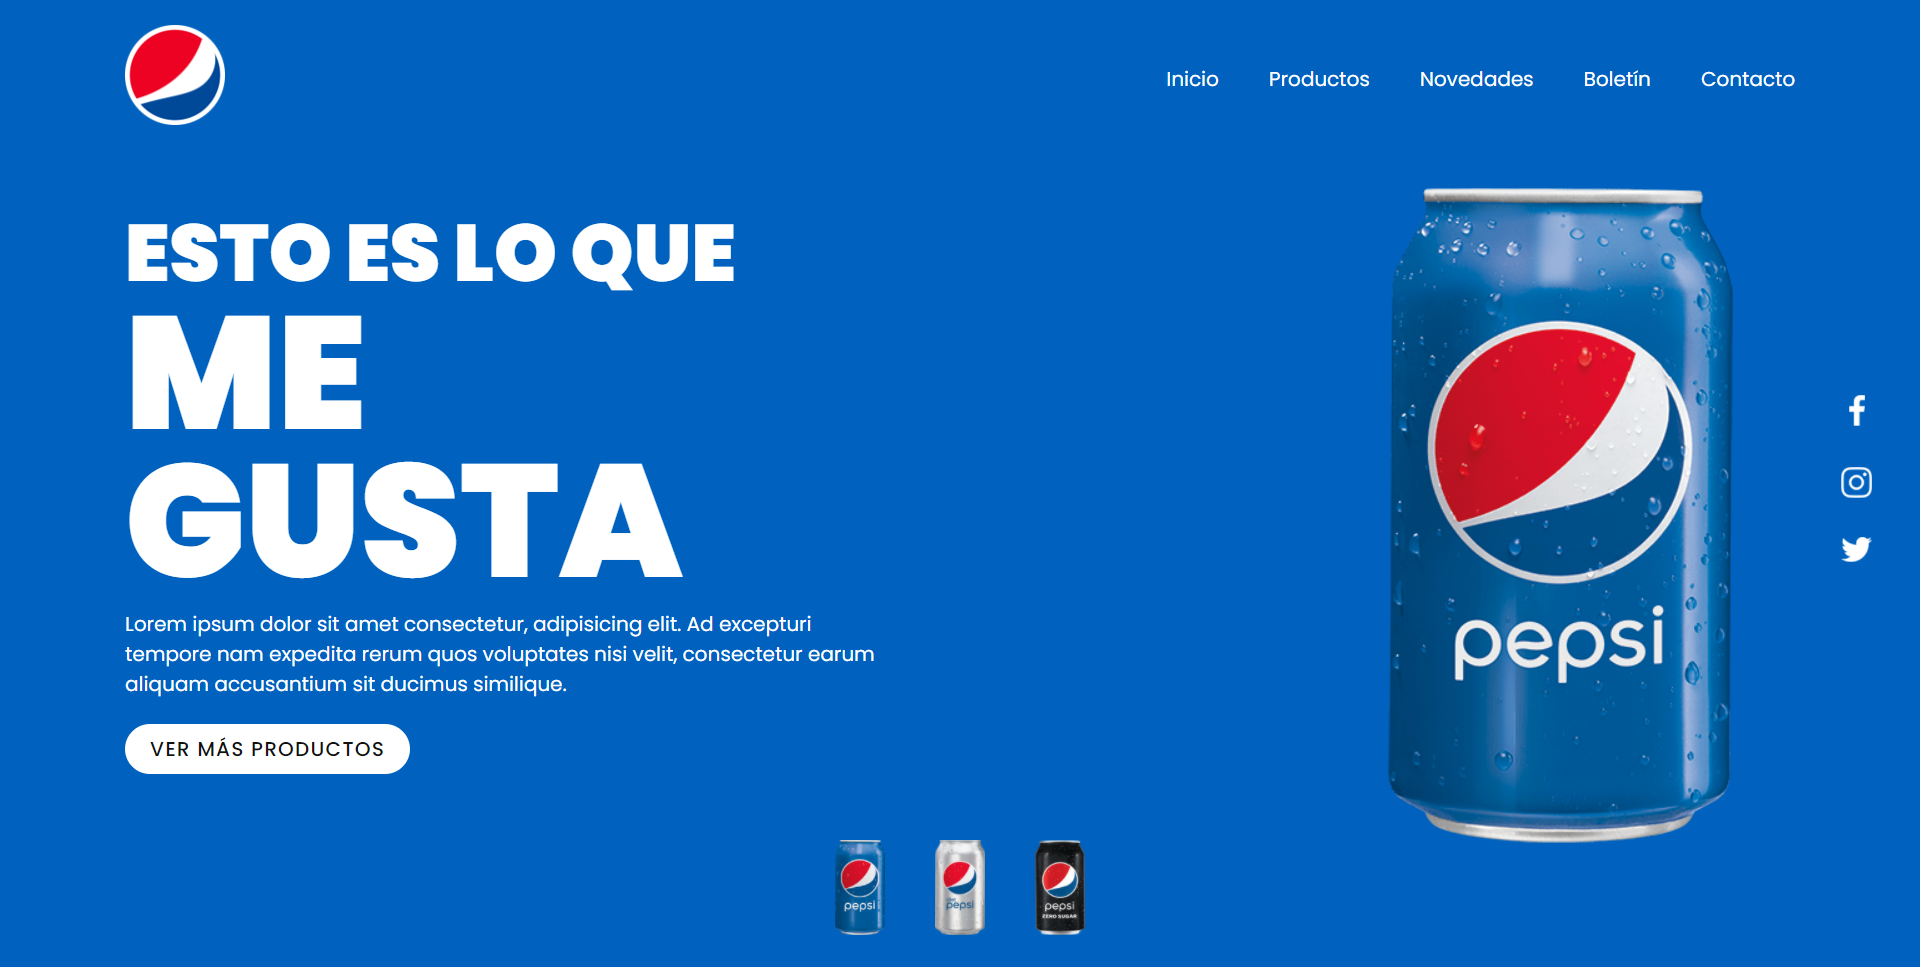 Inicio Productos Novedades Boletín Contacto
ESTO ES LO QUE
ME
GUSTA
Lorem ipsum dolor sit amet consectetur, adipisicing elit. Ad excepturi
tempore nam expedita rerum quos voluptates nisi velit, consectetur earum
aliquam accusantium sit ducimus similique.
VER MÁS PRODUCTOS
pepsi
pepsi
pepsi
pepsi
ZERO SUGAR